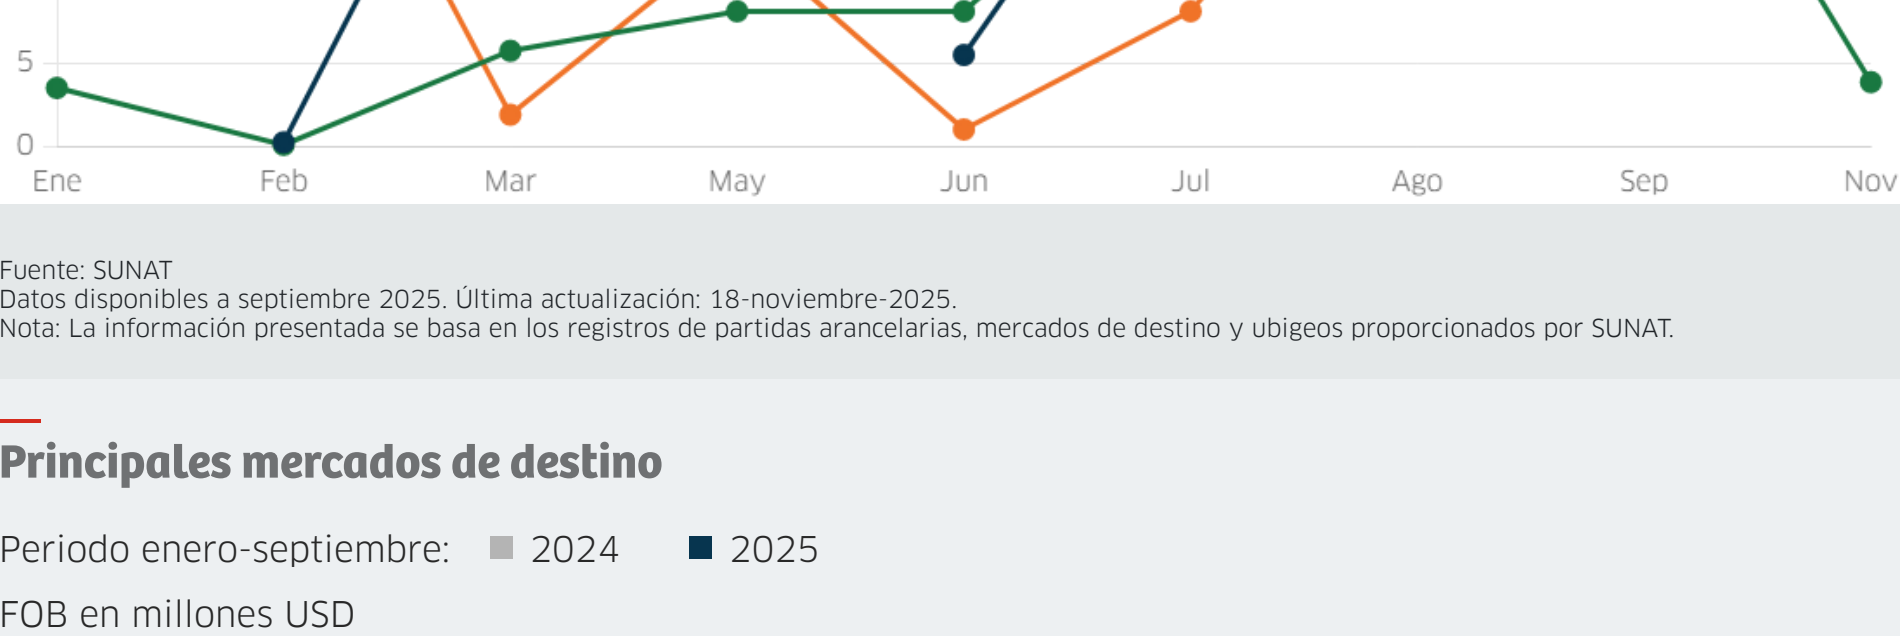 5
0
Ene Feb Mar May Jun Jul Ago Sep Nov
Fuente: SUNAT
Datos disponibles a septiembre 2025. Última actualización: 18-noviembre-2025.
Nota: La información presentada se basa en los registros de partidas arancelarias, mercados de destino y ubigeos proporcionados por SUNAT.
Principales mercados de destino
Periodo enero-septiembre: 2024 2025
FOB en millones USD